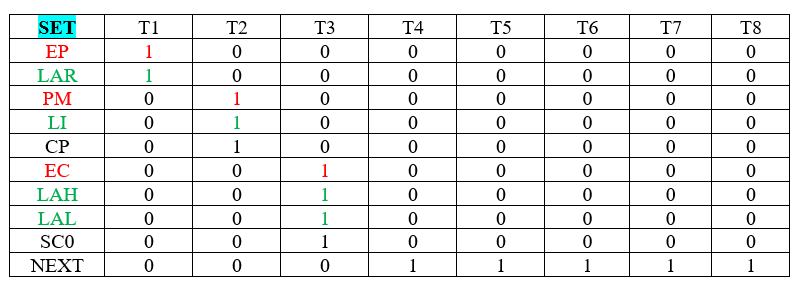 SET T1 T2 T3 T4 T5 T6 T7 T8
EP 1 0 0 0 0 0 0 0
LAR 1 0 0 0 0 0 0 0
PM 0 1 0 0 0 0 0 0
LI 0 1 0 0 0 0 0 0
CP 0 1 0 0 0 0 0 0
EC 0 0 1 0 0 0 0 0
LAH 0 0 1 0 0 0 0 0
LAL 0 0 1 0 0 0 0 0
SC0 0 0 1 0 0 0 0 0
NEXT 0 0 0 1 1 1 1 1